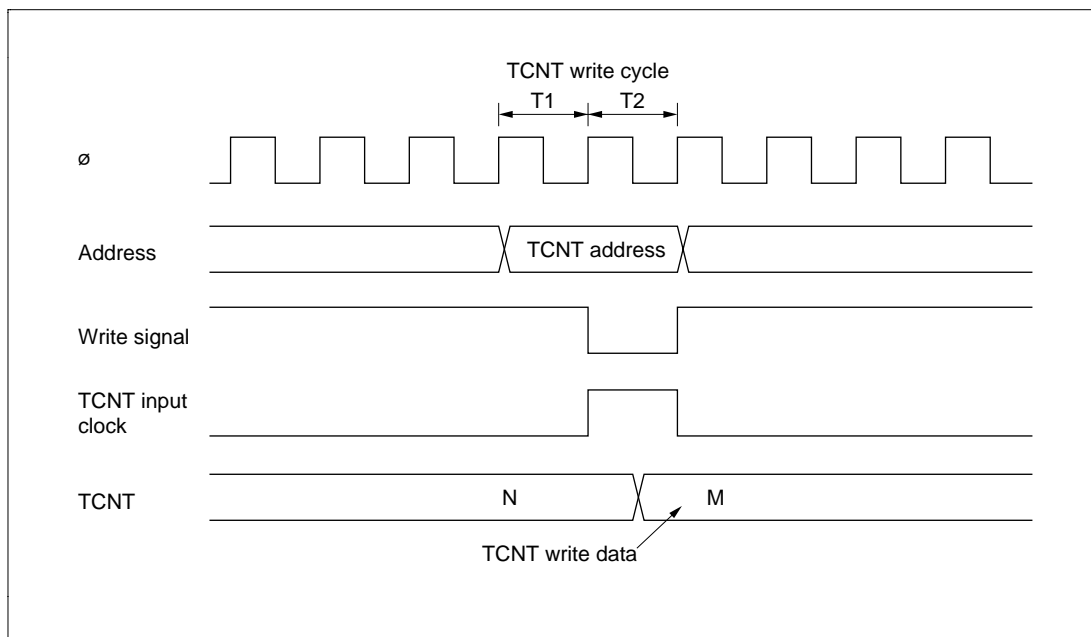 TCNT write cycle
T1
T2
ø
Address
TCNT address
Write signal
TCNT input
clock
TCNT
N
M
TCNT write data